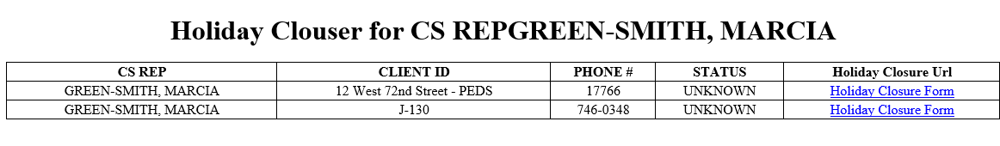 Holiday Clouser for CS REPGREEN-SMITH, MARCIA
CS REP CLIENT ID PHONE # STATUS Holiday Closure Url
GREEN-SMITH, MARCIA 12 West 72nd Street - PEDS 17766 UNKNOWN Holiday Closure Form
GREEN-SMITH, MARCIA J-130 746-0348 UNKNOWN Holiday Closure Form